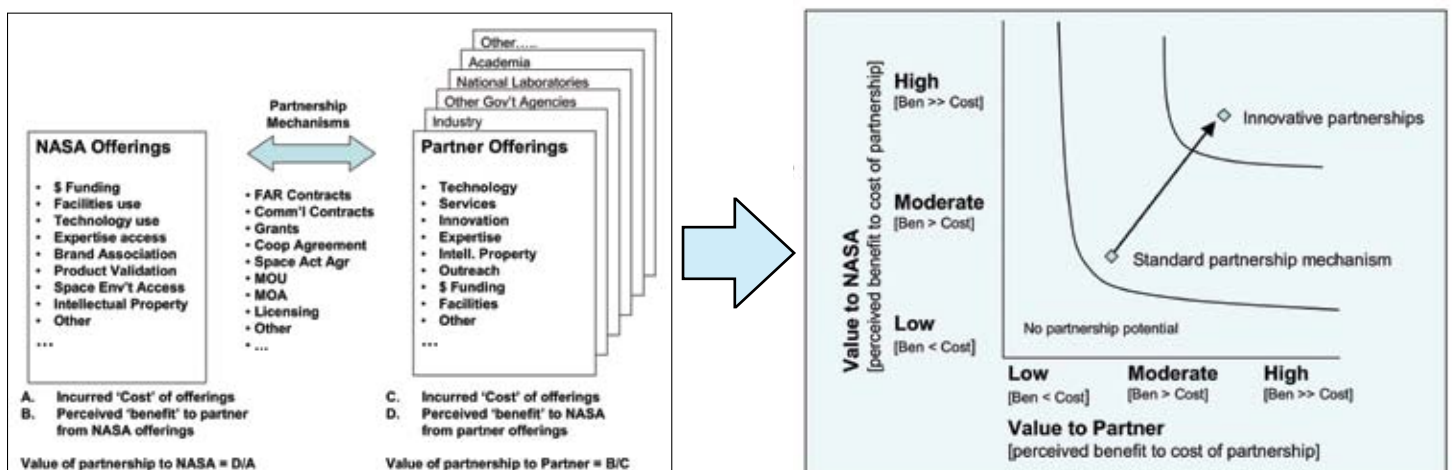 Other.....
Academia
National Laboratories
Other Gov't Agencies
Industry
Partnership
Mechanisms
NASA Offerings
• $ Funding
• Facilities use
• Technology use
• Expertise access
• Brand Association
• Product Validation
• Space Env't Access
• Intellectual Property
• Other
...
• FAR Contracts
• Comm'l Contracts
• Grants
• Coop Agreement
• Space Act Agr
• MOU
• MOA
• Licensing
• Other
• ...
Partner Offerings
• Technology
• Services
• Innovation
• Expertise
• Intell. Property
• Outreach
• $ Funding
• Facilities
• Other
...
A. Incurred 'Cost' of offerings
B. Perceived 'benefit' to partner
from NASA offerings
Value of partnership to NASA = D/A
C. Incurred 'Cost' of offerings
D. Perceived 'benefit' to NASA
from partner offerings
Value of partnership to Partner = B/C
Value to NASA
[perceived benefit to cost of partnership]
High
[Ben >> Cost]
Moderate
[Ben > Cost]
Low
[Ben < Cost]
Innovative partnerships
Standard partnership mechanism
No partnership potential
Low
[Ben < Cost]
Moderate
[Ben > Cost]
High
[Ben >> Cost]
Value to Partner
[perceived benefit to cost of partnership]